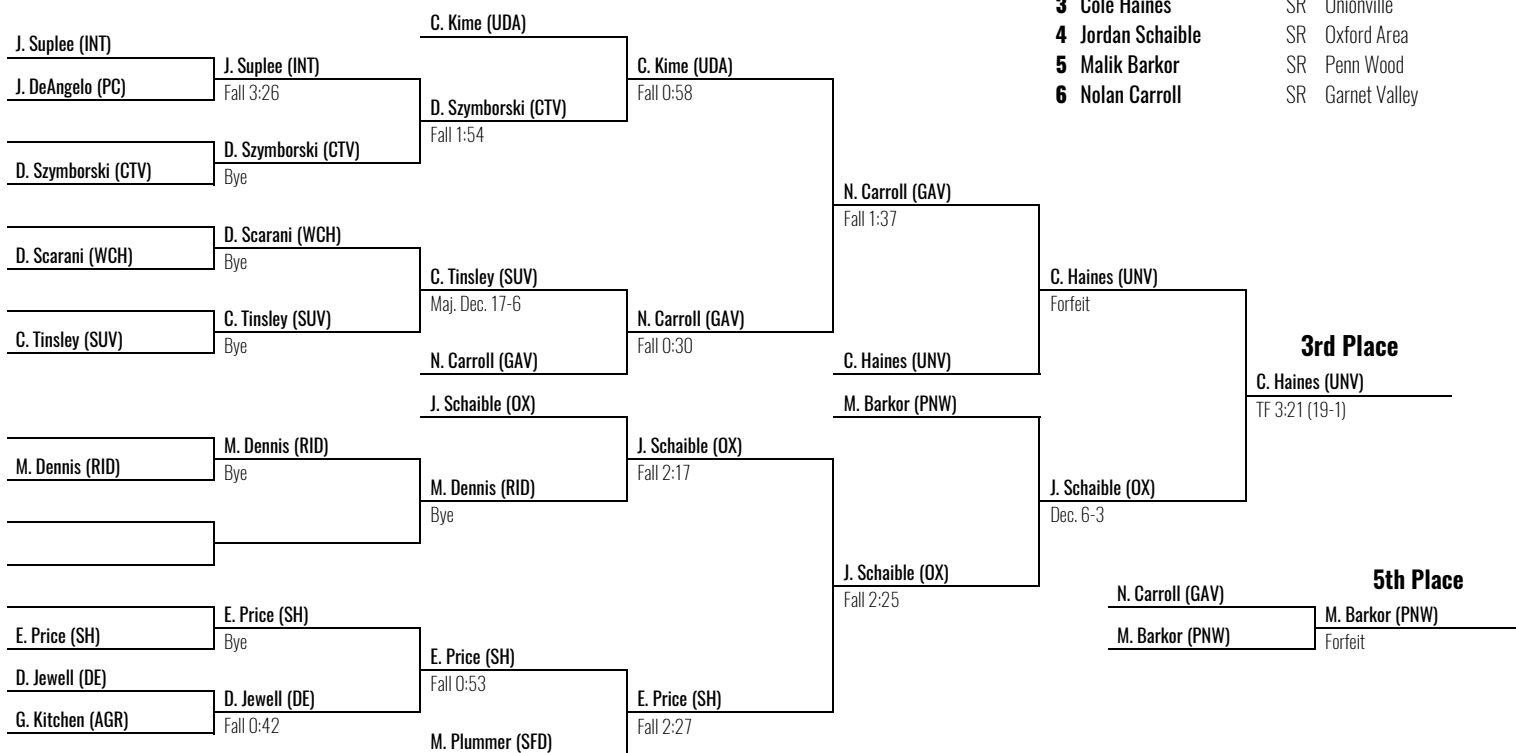 3 Cole Haines SR Unionville
4 Jordan Schaible SR Oxford Area
5 Malik Barkor SR Penn Wood
6 Nolan Carroll SR Garnet Valley
J. Suplee (INT)
J. DeAngelo (PC)
D. Szymborski (CTV)
D. Scarani (WCH)
C. Tinsley (SUV)
M. Dennis (RID)
E. Price (SH)
D. Jewell (DE)
G. Kitchen (AGR)
J. Suplee (INT)
Fall 3:26
D. Szymborski (CTV)
Bye
D. Scarani (WCH)
Bye
C. Tinsley (SUV)
Bye
M. Dennis (RID)
Bye
E. Price (SH)
Bye
D. Jewell (DE)
Fall 0:42
C. Kime (UDA)
D. Szymborski (CTV)
Fall 1:54
C. Tinsley (SUV)
Maj. Dec. 17-6
N. Carroll (GAV)
J. Schaible (OX)
M. Dennis (RID)
Bye
E. Price (SH)
Fall 0:53
M. Plummer (SFD)
C. Kime (UDA)
Fall 0:58
N. Carroll (GAV)
Fall 0:30
J. Schaible (OX)
Fall 2:17
E. Price (SH)
Fall 2:27
N. Carroll (GAV)
Fall 1:37
C. Haines (UNV)
M. Barkor (PNW)
J. Schaible (OX)
Fall 2:25
C. Haines (UNV)
Forfeit
J. Schaible (OX)
Dec. 6-3
3rd Place
C. Haines (UNV)
TF 3:21 (19-1)
5th Place
N. Carroll (GAV)
M. Barkor (PNW)
M. Barkor (PNW)
Forfeit